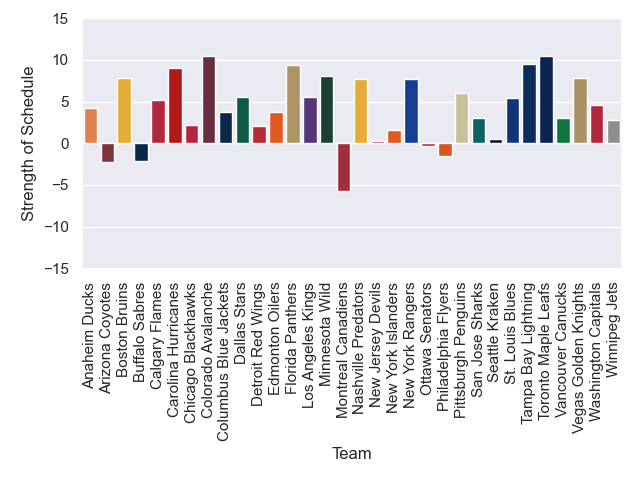 15
10
5
0
−5
−10
−15
Strength of Schedule
Anaheim Ducks
Arizona Coyotes
Boston Bruins
Buffalo Sabres
Calgary Flames
Carolina Hurricanes
Chicago Blackhawks
Colorado Avalanche
Columbus Blue Jackets
Dallas Stars
Detroit Red Wings
Edmonton Oilers
Florida Panthers
Los Angeles Kings
Minnesota Wild
Montreal Canadiens
Nashville Predators
New Jersey Devils
New York Islanders
New York Rangers
Ottawa Senators
Philadelphia Flyers
Pittsburgh Penguins
San Jose Sharks
Seattle Kraken
St. Louis Blues
Tampa Bay Lightning
Toronto Maple Leafs
Vancouver Canucks
Vegas Golden Knights
Washington Capitals
Winnipeg Jets
Team